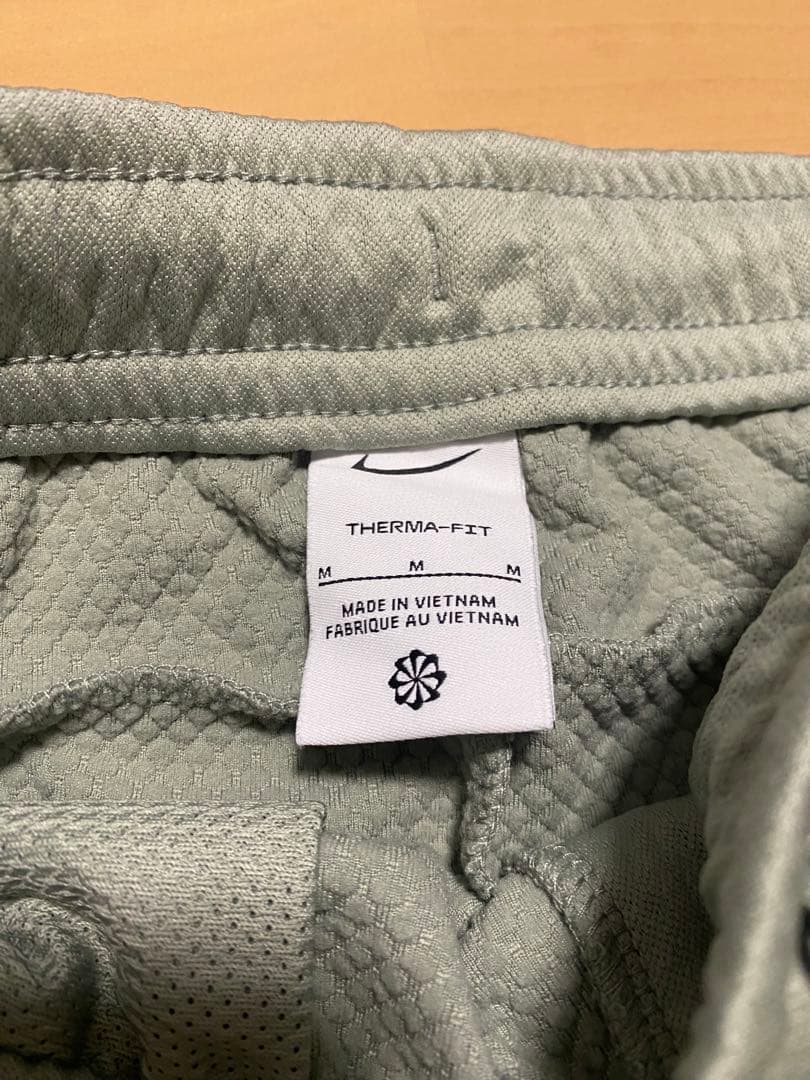 THERMA-FIT
M M M
MADE IN VIETNAM
FABRIQUE AU VIETNAM